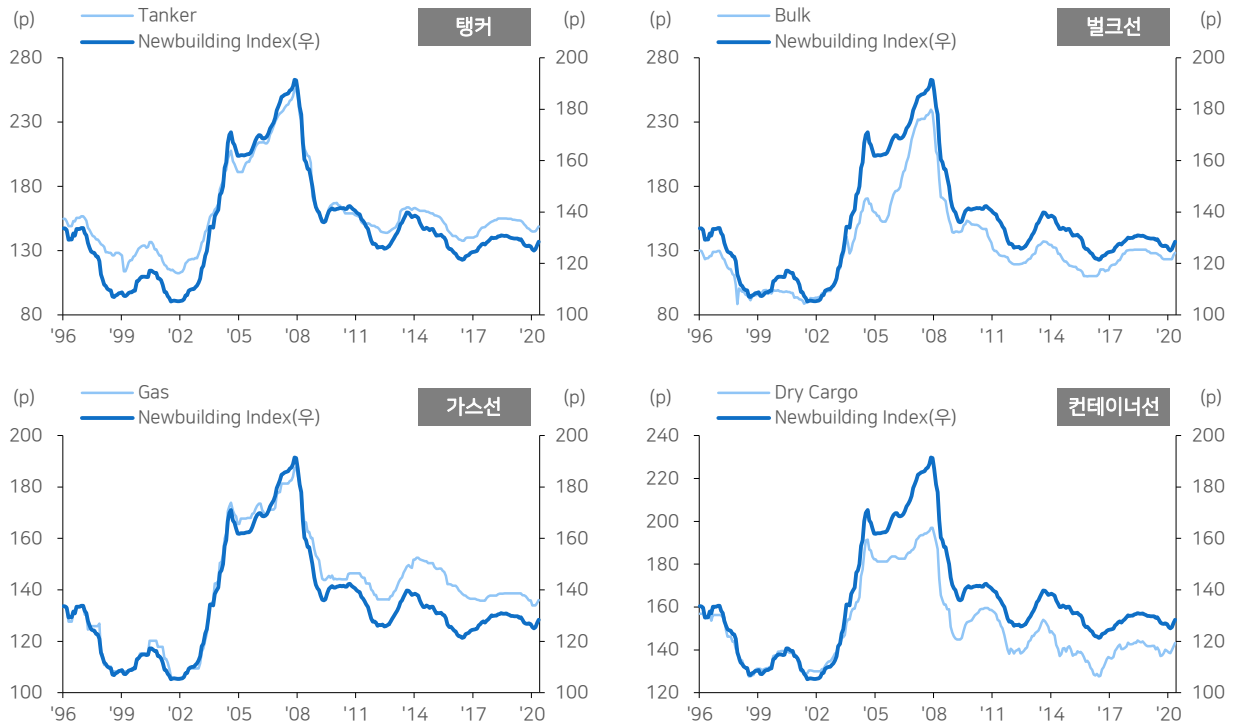 (p) Tanker 탱커 (p)
Newbuilding Index(우)
280 200
230 180
180 160
140
130 120
80 100
'96 '99 '02 '05 '08 '11 '14 '17 '20
(p) Bulk 벌크선 (p)
Newbuilding Index(우)
280 200
230 180
180 160
140
130 120
80 100
'96 '99 '02 '05 '08 '11 '14 '17 '20
(p) Gas 가스선 (p)
Newbuilding Index(우)
200 200
180 180
160 160
140 140
120 120
100 100
'96 '99 '02 '05 '08 '11 '14 '17 '20
(p) Dry Cargo 컨테이너선 (p)
Newbuilding Index(우)
240 200
220 180
200
180 160
160 140
140 120
120 100
'96 '99 '02 '05 '08 '11 '14 '17 '20